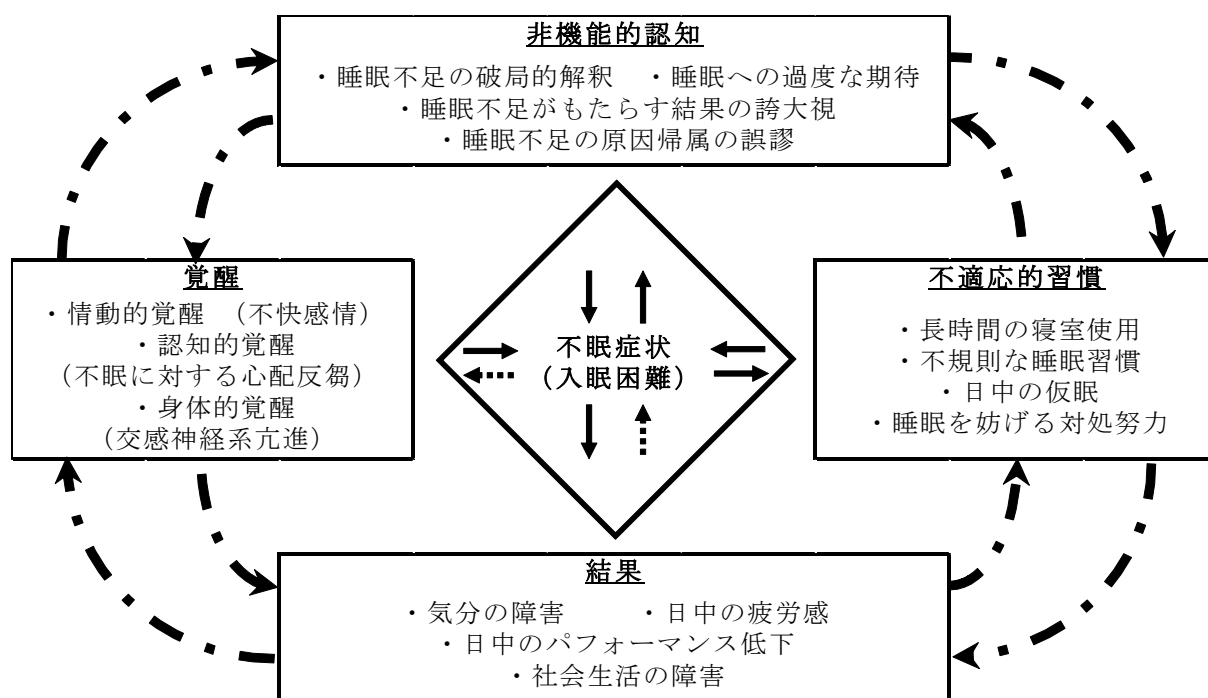 非機能的認知
・睡眠不足の破局的解釈　・睡眠への過度な期待
・睡眠不足がもたらす結果の誇大視
・睡眠不足の原因帰属の誤謬
覚醒
・情動的覚醒　（不快感情）
・認知的覚醒
（不眠に対する心配反芻）
・身体的覚醒
（交感神経系亢進）
不眠症状
（入眠困難）
不適応的習慣
・長時間の寝室使用
・不規則な睡眠習慣
・日中の仮眠
・睡眠を妨げる対処努力
結果
・気分の障害　・日中の疲労感
・日中のパフォーマンス低下
・社会生活の障害